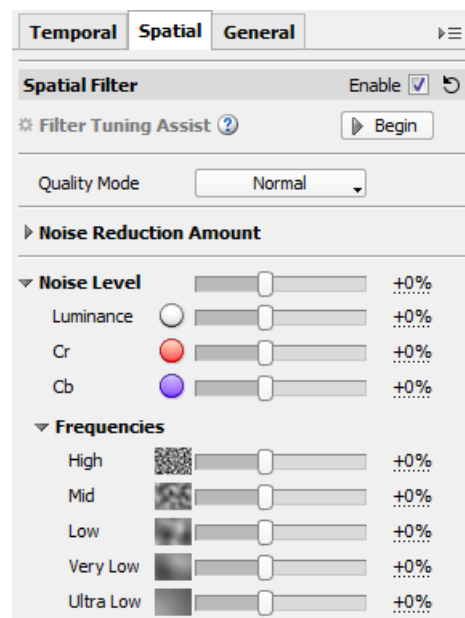 Temporal Spatial General
Spatial Filter Enable
Filter Tuning Assist ? Begin
Quality Mode Normal
Noise Reduction Amount
Noise Level +0%
Luminance +0%
Cr +0%
Cb +0%
Frequencies
High +0%
Mid +0%
Low +0%
Very Low +0%
Ultra Low +0%